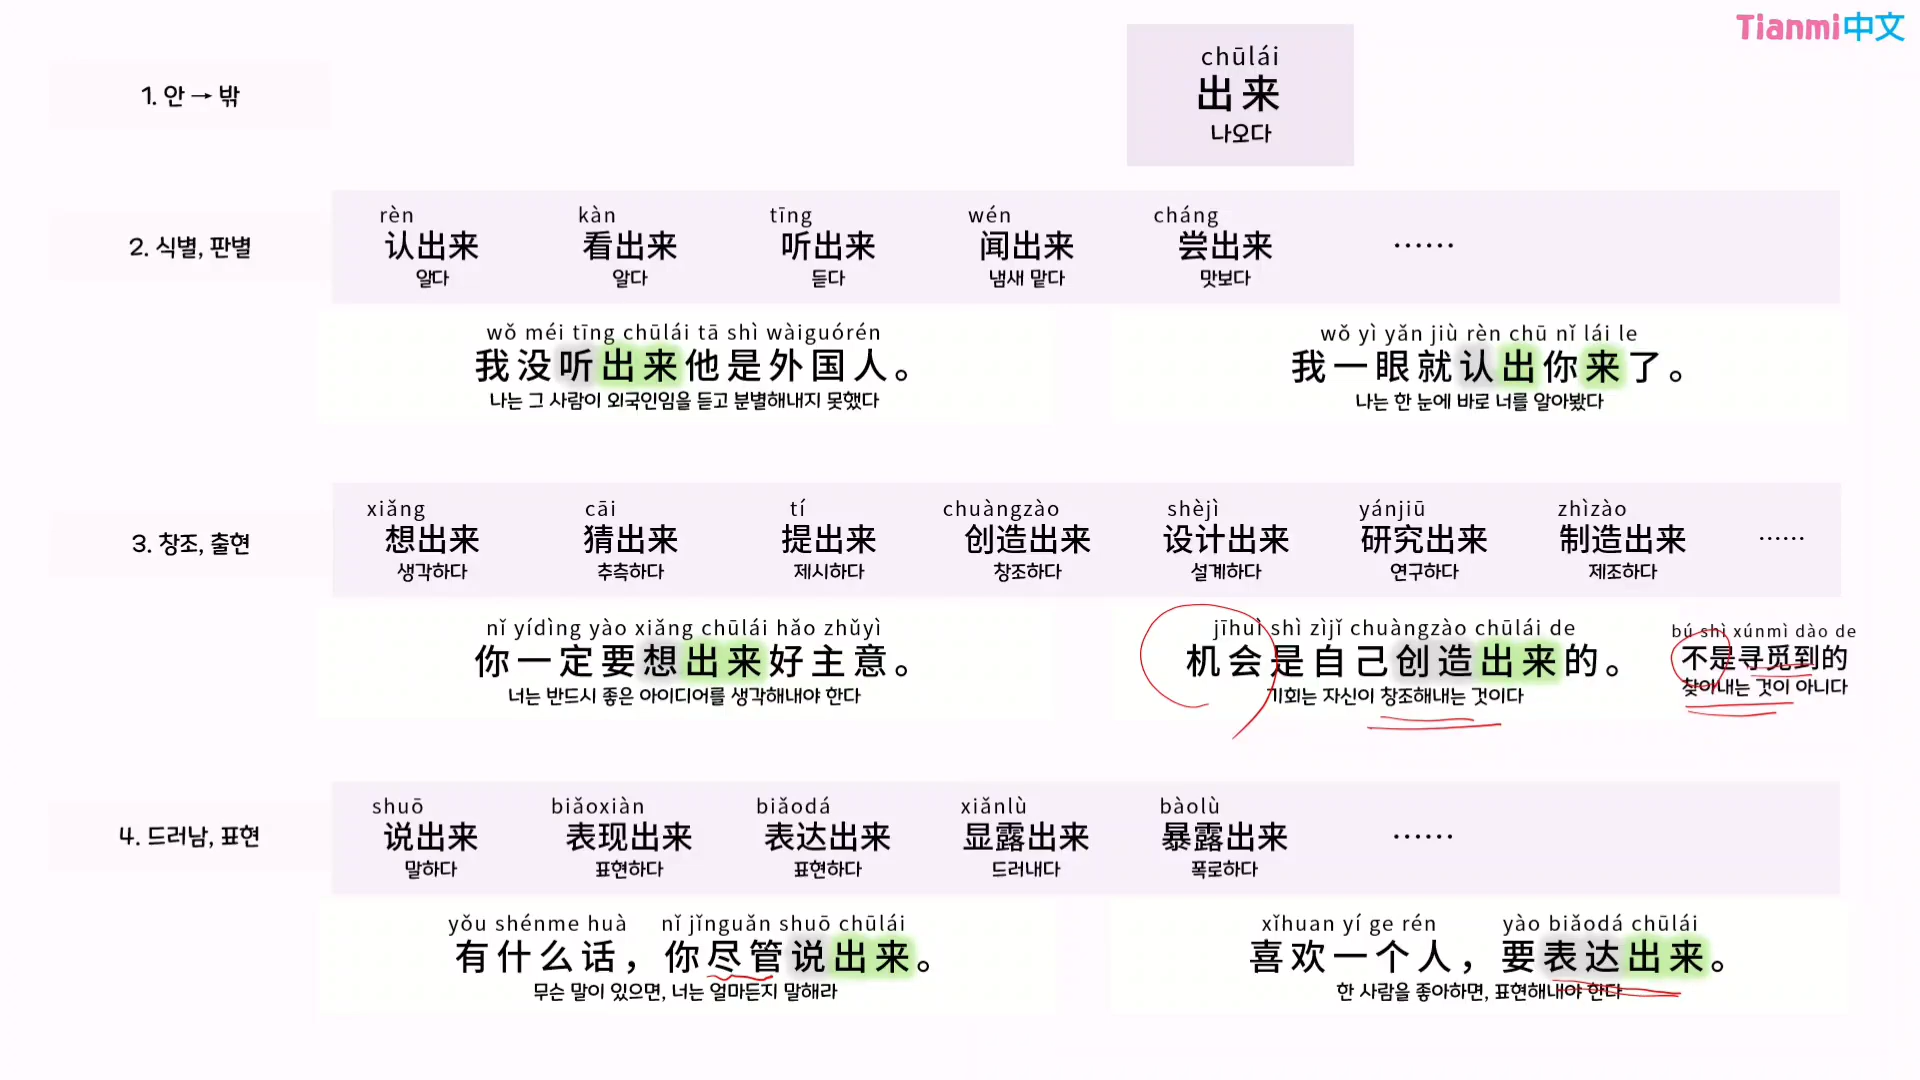 Tianmi中文
1. 안 → 밖
chūlái
出来
나오다
2. 식별, 판별
rèn kàn tīng wén cháng
认出来 看出来 听出来 闻出来 尝出来 ……
알다 알다 듣다 냄새 맡다 맛보다
wǒ méi tīng chūlái tā shì wàiguórén
我没听出来他是外国人。
나는 그 사람이 외국인임을 듣고 분별해내지 못했다
wǒ yì yǎn jiù rèn chū nǐ lái le
我一眼就认出你来了。
나는 한 눈에 바로 너를 알아봤다
3. 창조, 출현
xiǎng cāi tí chuàngzào shèjì yánjiū zhìzào
想出来 猜出来 提出来 创造出来 设计出来 研究出来 制造出来 ……
생각하다 추측하다 제시하다 창조하다 설계하다 연구하다 제조하다
nǐ yídìng yào xiǎng chūlái hǎo zhǔyì
你一定要想出来好主意。
너는 반드시 좋은 아이디어를 생각해내야 한다
jīhuì shì zìjǐ chuàngzào chūlái de
机会是自己创造出来的。
기회는 자신이 창조해내는 것이다
bú shì xúnmì dào de
不是寻觅到的
찾아내는 것이 아니다
4. 드러남, 표현
shuō biǎoxiàn biǎodá xiǎnlù bàolù
说出来 表现出来 表达出来 显露出来 暴露出来 ……
말하다 표현하다 표현하다 드러내다 폭로하다
yǒu shénme huà nǐ jǐnguǎn shuō chūlái
有什么话，你尽管说出来。
무슨 말이 있으면, 너는 얼마든지 말해라
xǐhuan yí ge rén yào biǎodá chūlái
喜欢一个人，要表达出来。
한 사람을 좋아하면, 표현해내야 한다